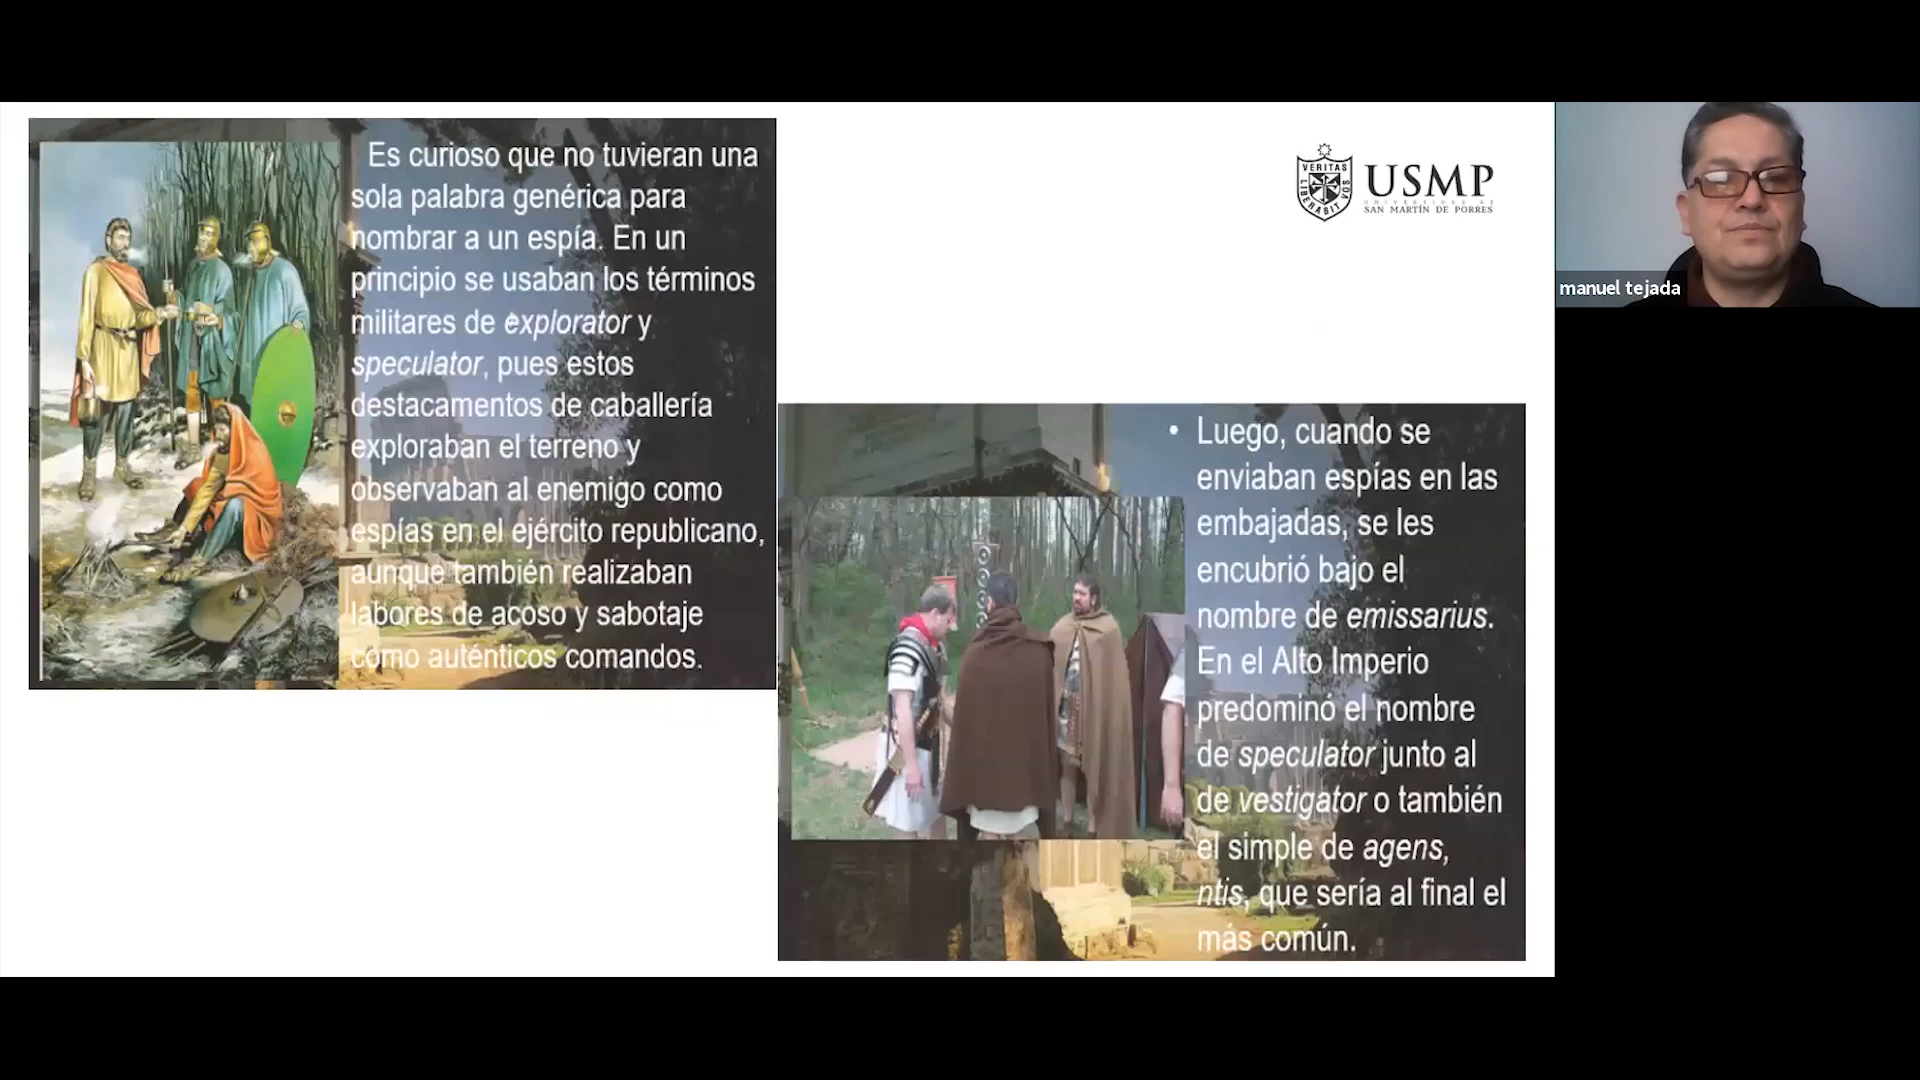 Es curioso que no tuvieran una
sola palabra genérica para
nombrar a un espía. En un
principio se usaban los términos
militares de explorator y
speculator, pues estos
destacamentos de caballería
exploraban el terreno y
observaban al enemigo como
espías en el ejército republicano,
aunque también realizaban
labores de acoso y sabotaje
como auténticos comandos.
VERITAS
LIBERABIT VOS
USMP
UNIVERSIDAD DE
SAN MARTÍN DE PORRES
manuel tejada
• Luego, cuando se
enviaban espías en las
embajadas, se les
encubrió bajo el
nombre de emissarius.
En el Alto Imperio
predominó el nombre
de speculator junto al
de vestigator o también
el simple de agens,
ntis, que sería al final el
más común.